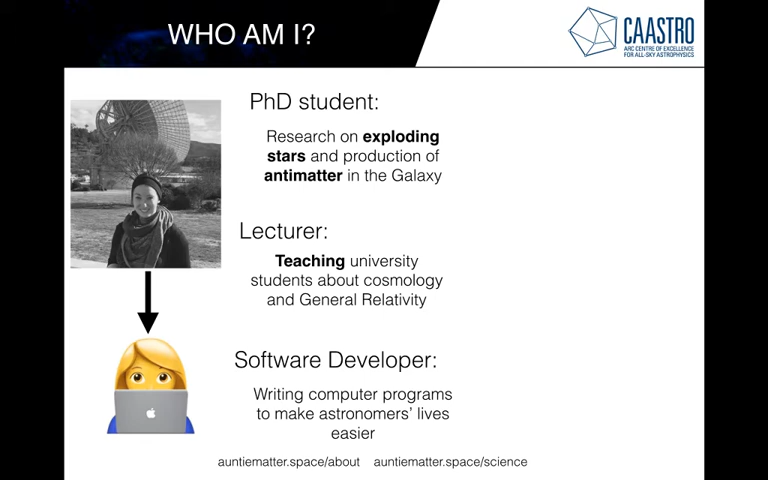 WHO AM I?
CAASTRO
ARC CENTRE OF EXCELLENCE
FOR ALL-SKY ASTROPHYSICS
PhD student:
Research on exploding
stars and production of
antimatter in the Galaxy
Lecturer:
Teaching university
students about cosmology
and General Relativity
Software Developer:
Writing computer programs
to make astronomers’ lives
easier
auntiematter.space/about auntiematter.space/science